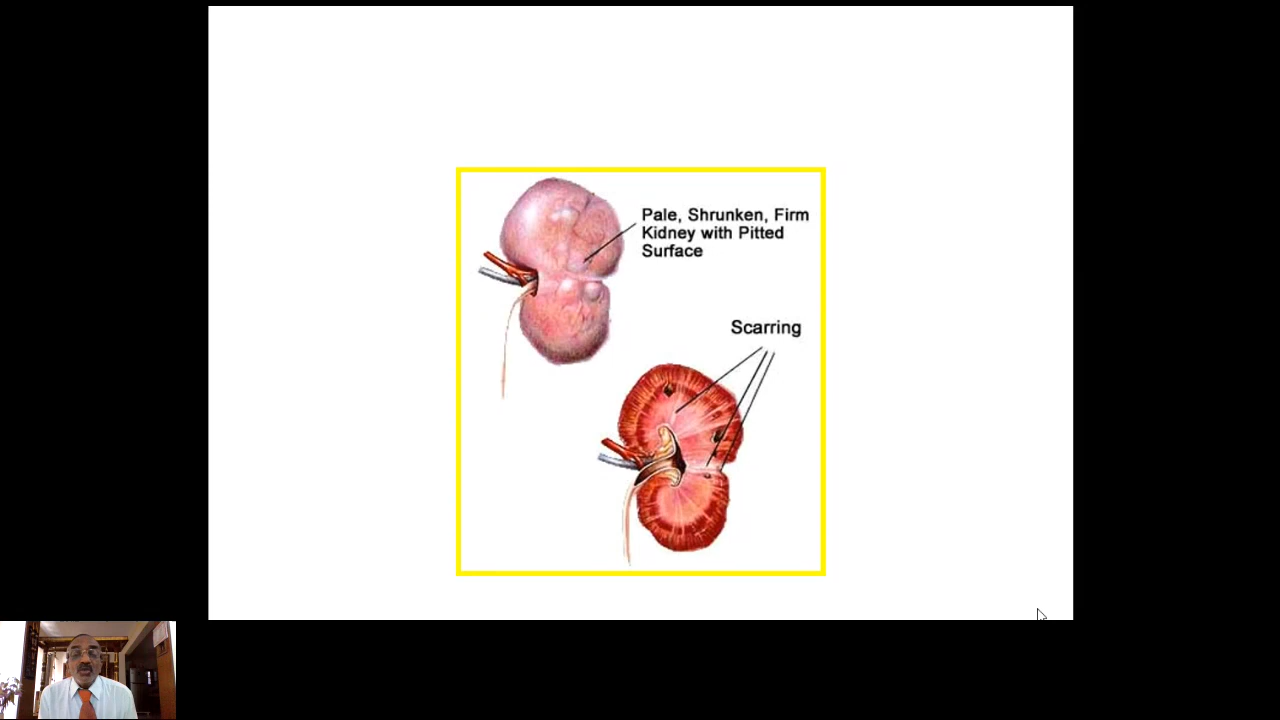 Pale, Shrunken, Firm
Kidney with Pitted
Surface
Scarring